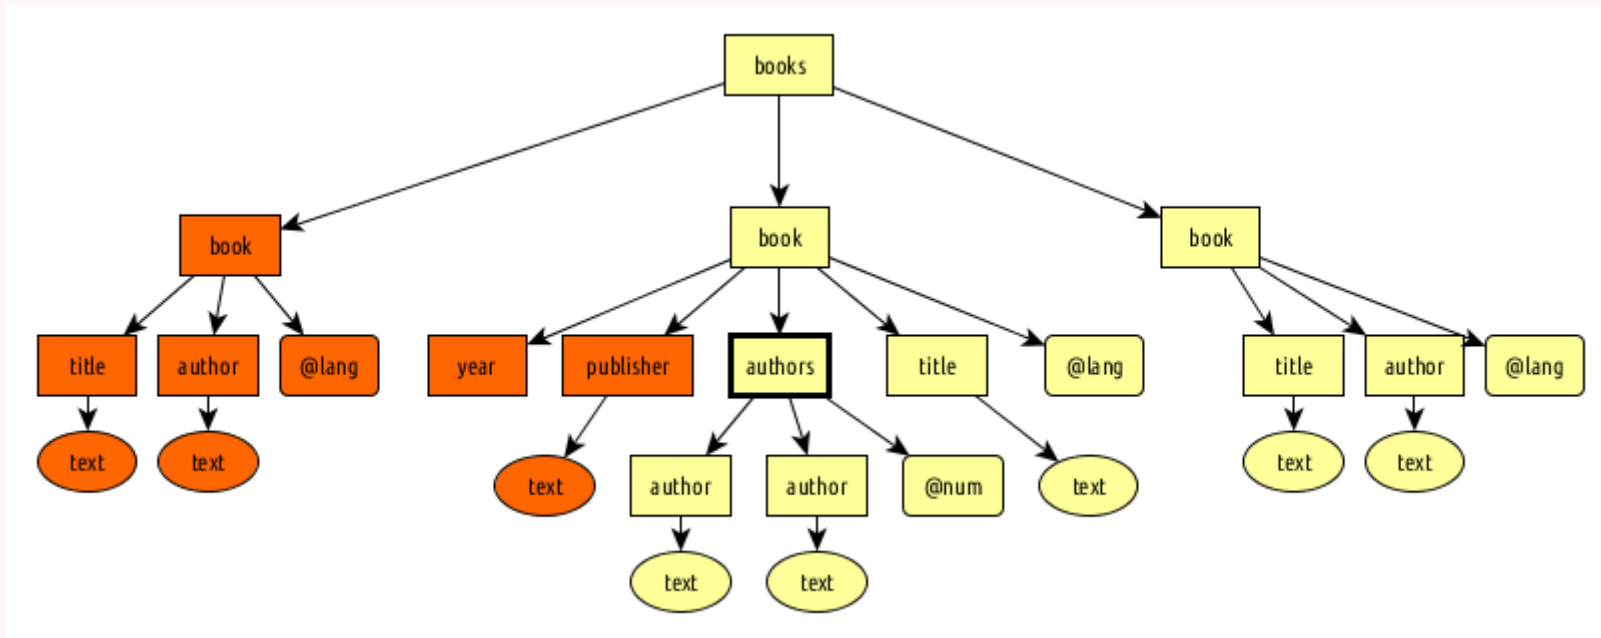 books
book
book
book
title
author
@lang
year
publisher
authors
title
@lang
title
author
@lang
text
text
text
author
author
@num
text
text
text
text
text